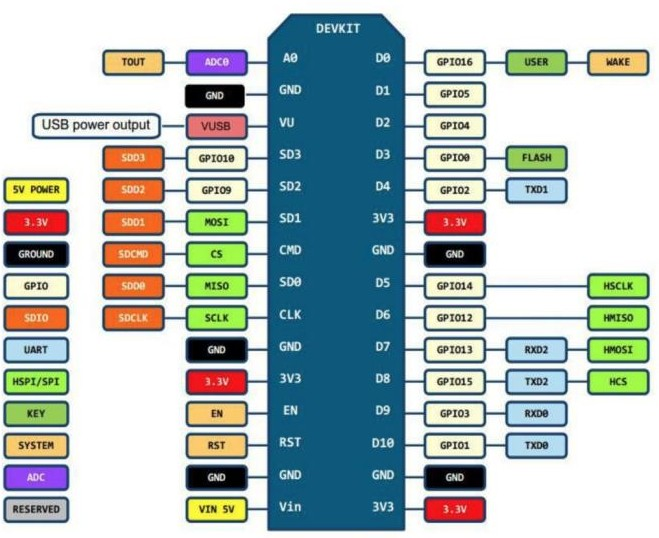 DEVKIT
TOUT ADC0 A0 D0 GPIO16 USER WAKE
GND GND D1 GPIO5
USB power output VUSB VU D2 GPIO4
SDD3 GPIO10 SD3 D3 GPIO0 FLASH
5V POWER SDD2 GPIO9 SD2 D4 GPIO2 TXD1
3.3V SDD1 MOSI SD1 3V3 3.3V
GROUND SDCMD CS CMD GND GND
GPIO SDD0 MISO SD0 D5 GPIO14 HSCLK
SDIO SDCLK SCLK CLK D6 GPIO12 HMISO
UART GND GND D7 GPIO13 RXD2 HMOSI
HSPI/SPI 3.3V 3V3 D8 GPIO15 TXD2 HCS
KEY EN EN D9 GPIO3 RXD0
SYSTEM RST RST D10 GPIO1 TXD0
ADC GND GND GND GND
RESERVED VIN 5V Vin 3V3 3.3V